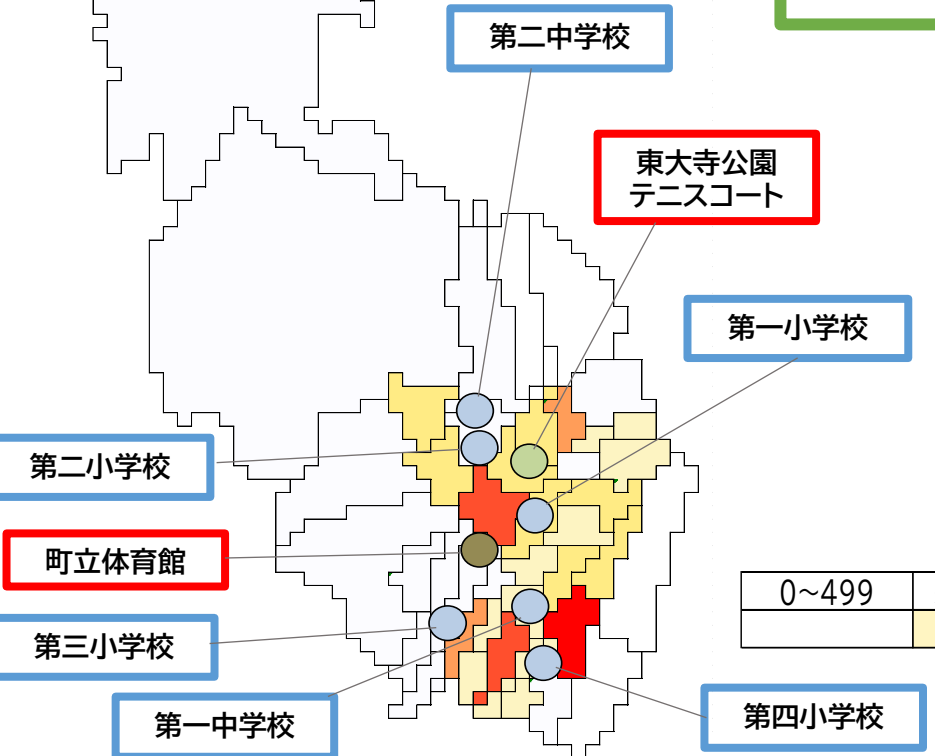 第二中学校
東大寺公園
テニスコート
第一小学校
第二小学校
町立体育館
第三小学校
第一中学校
第四小学校
0~499